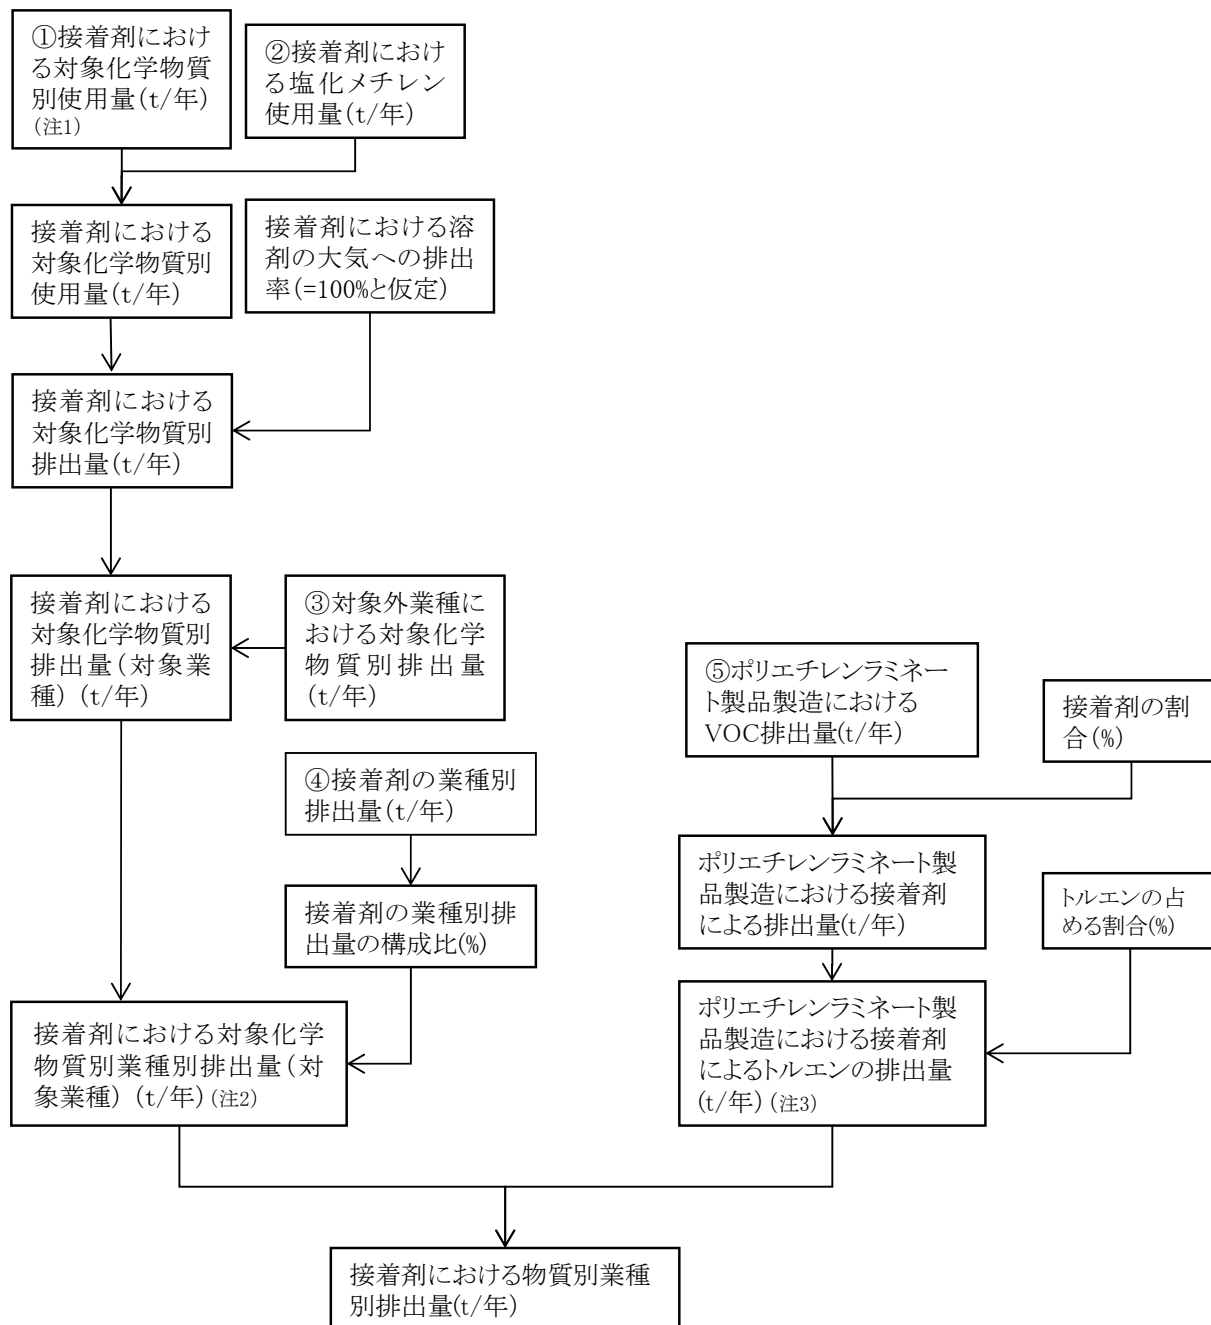 ①接着剤におけ
る対象化学物質
別使用量(t/年)
(注1)
②接着剤におけ
る塩化メチレン
使用量(t/年)
接着剤における
対象化学物質別
使用量(t/年)
接着剤における溶
剤の大気への排出
率(=100%と仮定)
接着剤における
対象化学物質別
排出量(t/年)
接着剤における
対象化学物質別
排出量(対象業
種)(t/年)
③対象外業種に
おける対象化学
物質別排出量
(t/年)
④接着剤の業種別
排出量(t/年)
接着剤の業種別排
出量の構成比(%)
接着剤における対象化学
物質別業種別排出量(対
象業種)(t/年)(注2)
⑤ポリエチレンラミネー
ト製品製造における
VOC排出量(t/年)
接着剤の割
合(%)
ポリエチレンラミネート製
品製造における接着剤
による排出量(t/年)
トルエンの占
める割合(%)
ポリエチレンラミネート製
品製造における接着剤
によるトルエンの排出量
(t/年)(注3)
接着剤における物質別業種
別排出量(t/年)